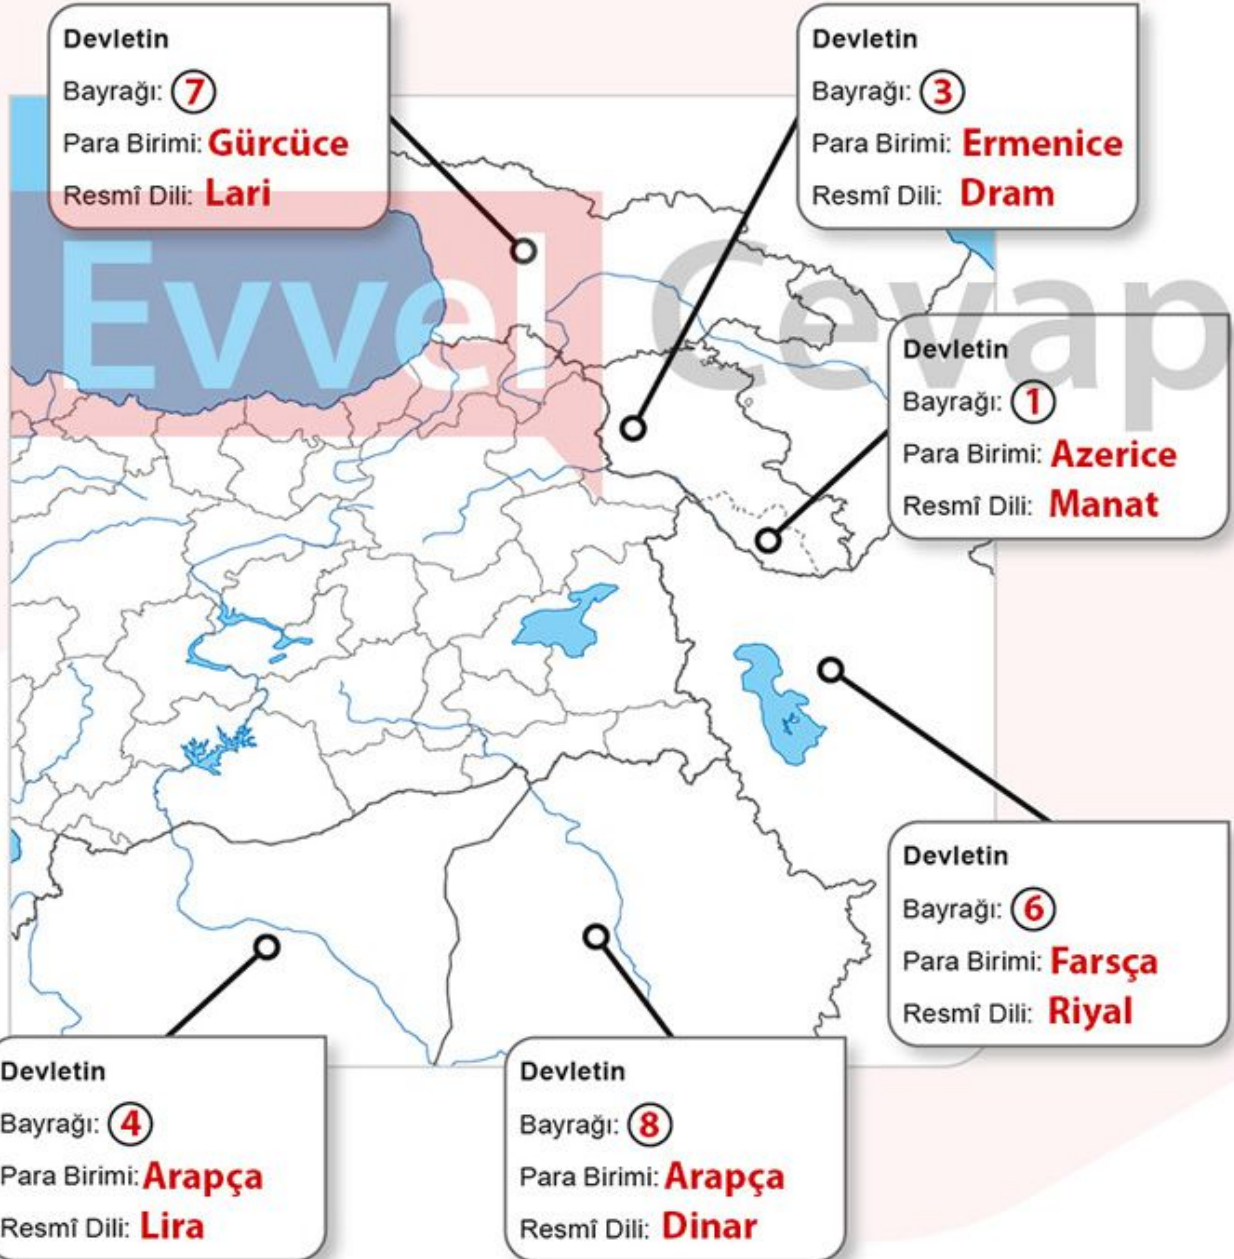 Devletin
Bayrağı: 7
Para Birimi: Gürcüce
Resmî Dili: Lari
Devletin
Bayrağı: 3
Para Birimi: Ermenice
Resmî Dili: Dram
Evvel Cevap
Devletin
Bayrağı: 1
Para Birimi: Azerice
Resmî Dili: Manat
Devletin
Bayrağı: 6
Para Birimi: Farsça
Resmî Dili: Riyal
Devletin
Bayrağı: 4
Para Birimi: Arapça
Resmî Dili: Lira
Devletin
Bayrağı: 8
Para Birimi: Arapça
Resmî Dili: Dinar